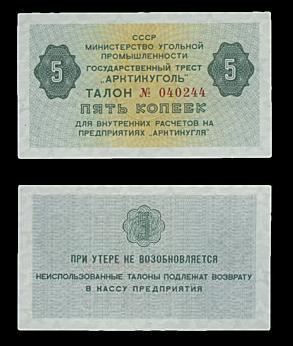 СССР
МИНИСТЕРСТВО УГОЛЬНОЙ
ПРОМЫШЛЕННОСТИ
ГОСУДАРСТВЕННЫЙ ТРЕСТ
5 „АРКТИКУГОЛЬ" 5
ТАЛОН № 040244
ПЯТЬ КОПЕЕК
ДЛЯ ВНУТРЕННИХ РАСЧЕТОВ НА
ПРЕДПРИЯТИЯХ „АРКТИКУГЛЯ"
1
ПРИ УТЕРЕ НЕ ВОЗОБНОВЛЯЕТСЯ
НЕИСПОЛЬЗОВАННЫЕ ТАЛОНЫ ПОДЛЕЖАТ ВОЗВРАТУ
В КАССУ ПРЕДПРИЯТИЯ